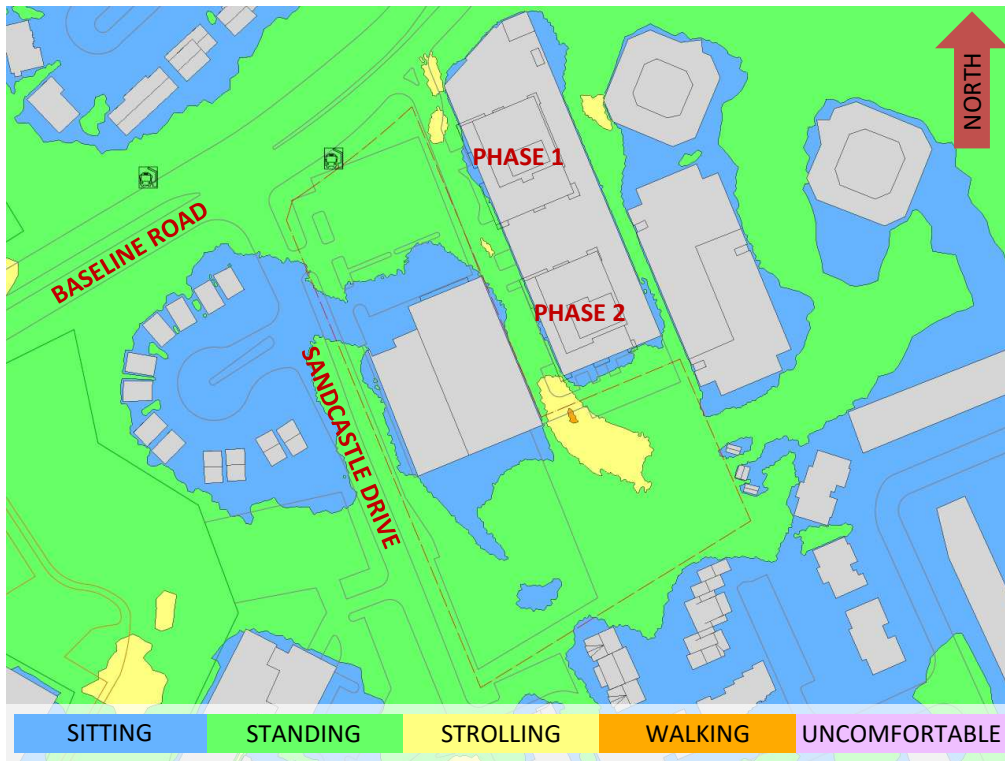 NORTH
PHASE 1
BASELINE ROAD
PHASE 2
SANDCASTLE DRIVE
SITTING
STANDING
STROLLING
WALKING
UNCOMFORTABLE